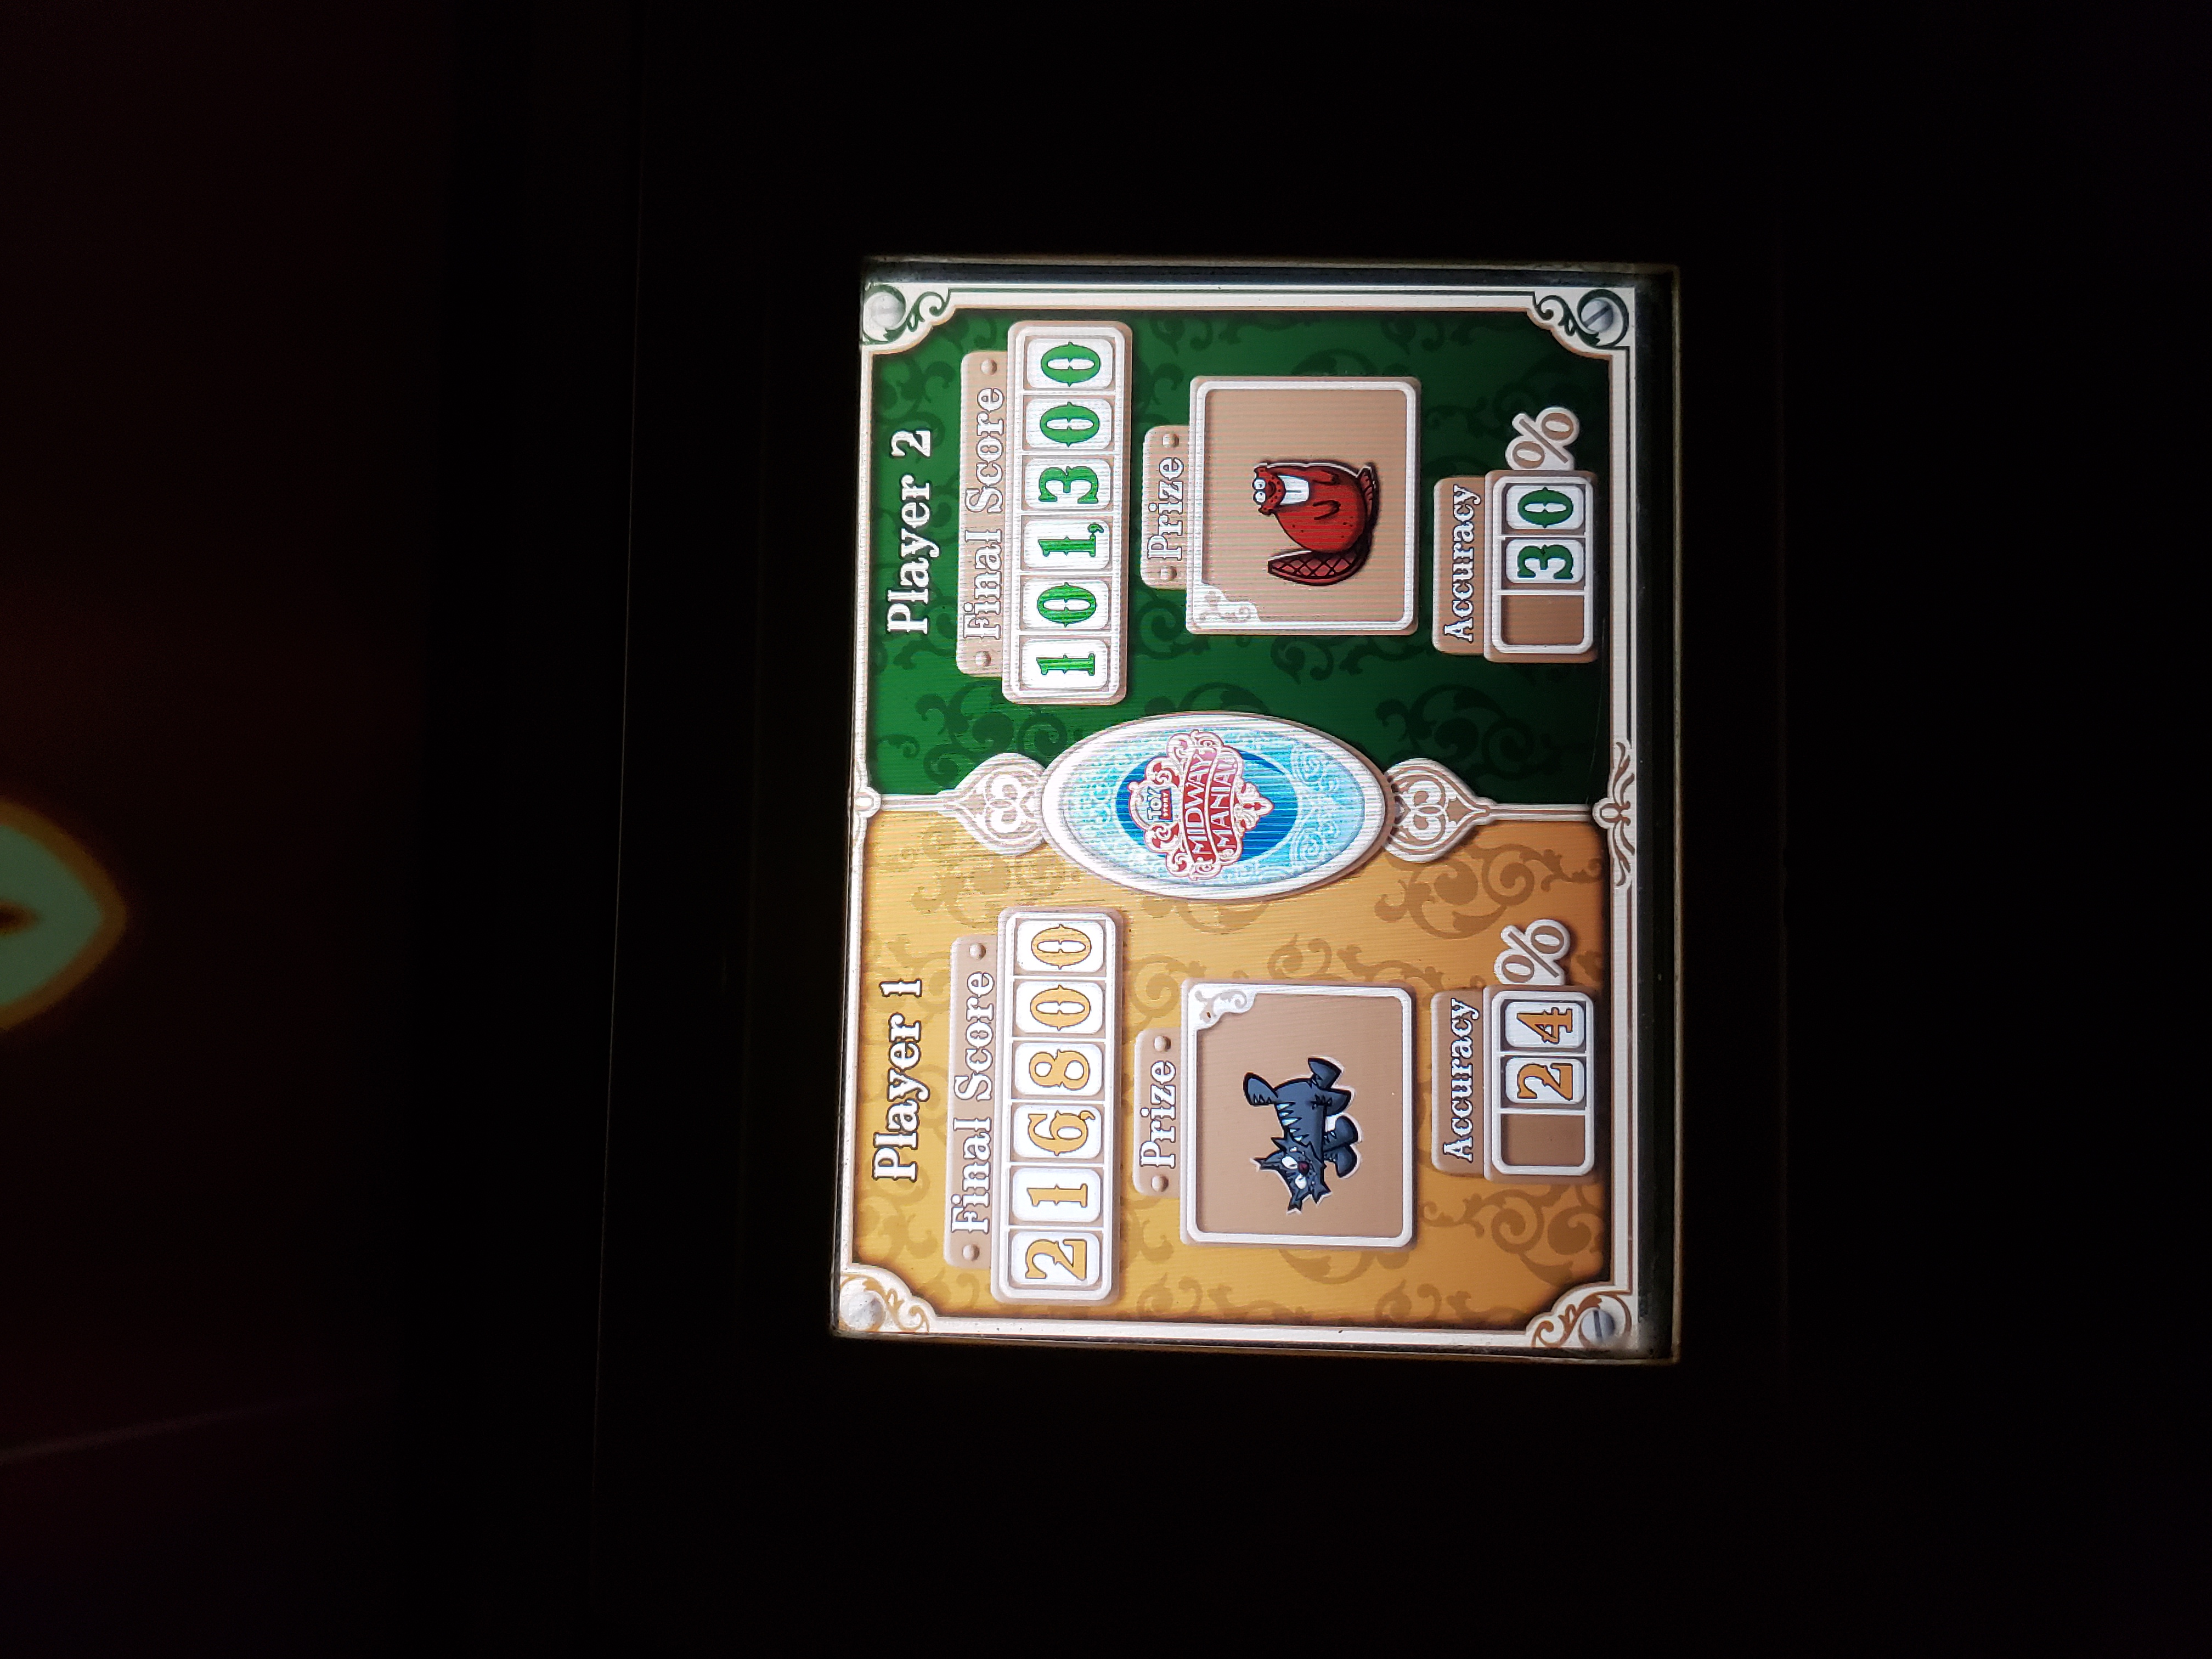 Player 1
Final Score
216,800
Prize
Accuracy
24 %
TOY
STORY
MIDWAY
MANIA!
Player 2
Final Score
101,300
Prize
Accuracy
30 %